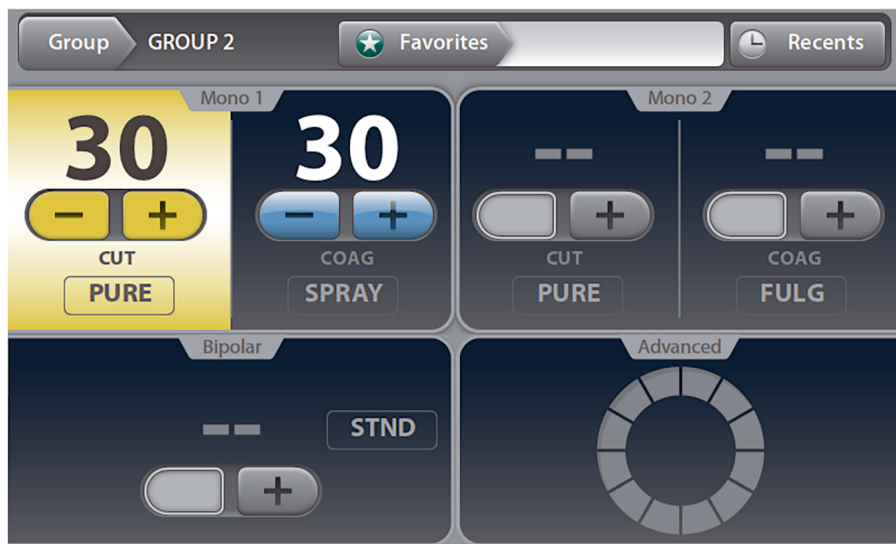 Group GROUP 2 Favorites Recents
Mono 1 Mono 2
30 30 -- --
- + - + + +
CUT COAG CUT COAG
PURE SPRAY PURE FULG
Bipolar Advanced
-- STND
+